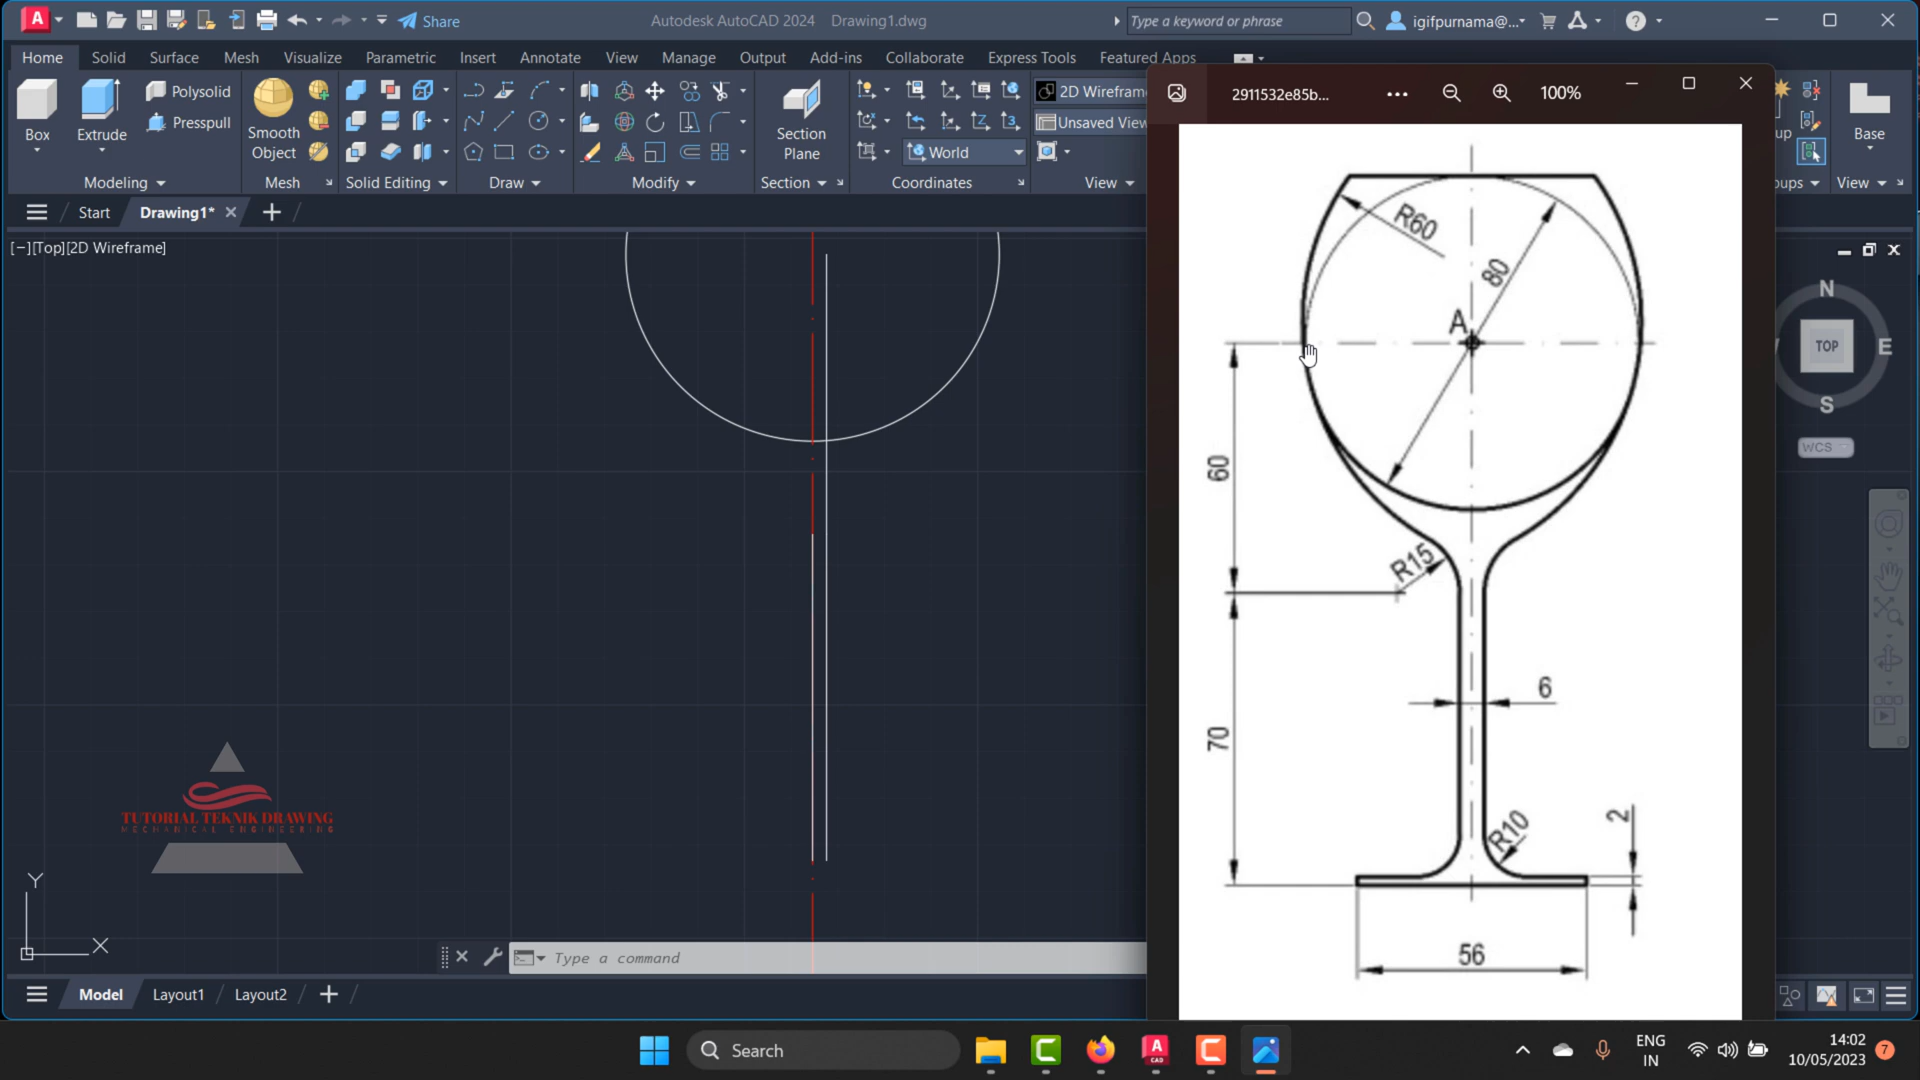 Share
Autodesk AutoCAD 2024 Drawing1.dwg
Type a keyword or phrase
igifpurnama@...
Home Solid Surface Mesh Visualize Parametric Insert Annotate View Manage Output Add-ins Collaborate Express Tools Featured Apps
Box
Extrude
Polysolid
Presspull
Smooth
Object
Section
Plane
World
2D Wireframe
Unsaved View
Base
Modeling
Mesh
Solid Editing
Draw
Modify
Section
Coordinates
View
View
Start
Drawing1*
[−][Top][2D Wireframe]
2911532e85b...
100%
R60
80
A
60
R15
6
70
R10
2
56
N
TOP
E
S
WCS
TUTORIAL TEKNIK DRAWING
MECHANICAL ENGINEERING
Y
X
Type a command
Model
Layout1
Layout2
Search
ENG
IN
14:02
10/05/2023
7